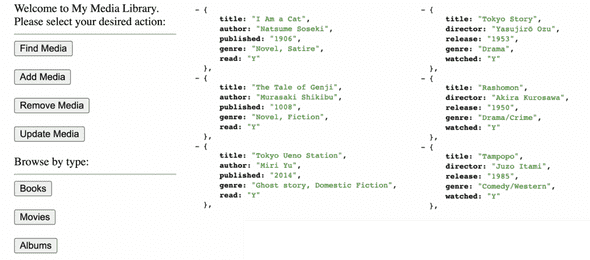 Welcome to My Media Library.
Please select your desired action:
Find Media
Add Media
Remove Media
Update Media
Browse by type:
Books
Movies
Albums
- {
title: "I Am a Cat",
author: "Natsume Soseki",
published: "1906",
genre: "Novel, Satire",
read: "Y"
},
- {
title: "The Tale of Genji",
author: "Murasaki Shikibu",
published: "1008",
genre: "Novel, Fiction",
read: "Y"
},
- {
title: "Tokyo Ueno Station",
author: "Miri Yu",
published: "2014",
genre: "Ghost story, Domestic Fiction",
read: "Y"
},
- {
title: "Tokyo Story",
director: "Yasujirō Ozu",
release: "1953",
genre: "Drama",
watched: "Y"
},
- {
title: "Rashomon",
director: "Akira Kurosawa",
release: "1950",
genre: "Drama/Crime",
watched: "Y"
},
- {
title: "Tampopo",
director: "Juzo Itami",
release: "1985",
genre: "Comedy/Western",
watched: "Y"
},